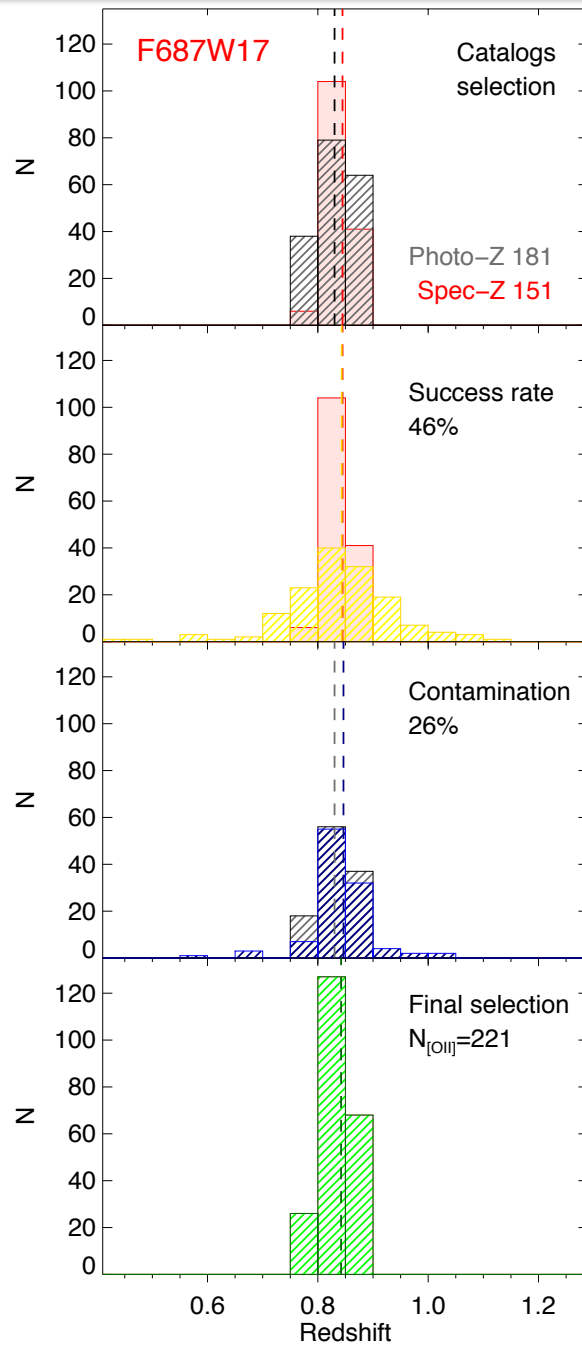 F687W17
Catalogs
selection
Photo−Z 181
Spec−Z 151
N
120
100
80
60
40
20
0
Success rate
46%
N
120
100
80
60
40
20
0
Contamination
26%
N
120
100
80
60
40
20
0
Final selection
N[OII]=221
N
120
100
80
60
40
20
0
0.6 0.8 1.0 1.2
Redshift